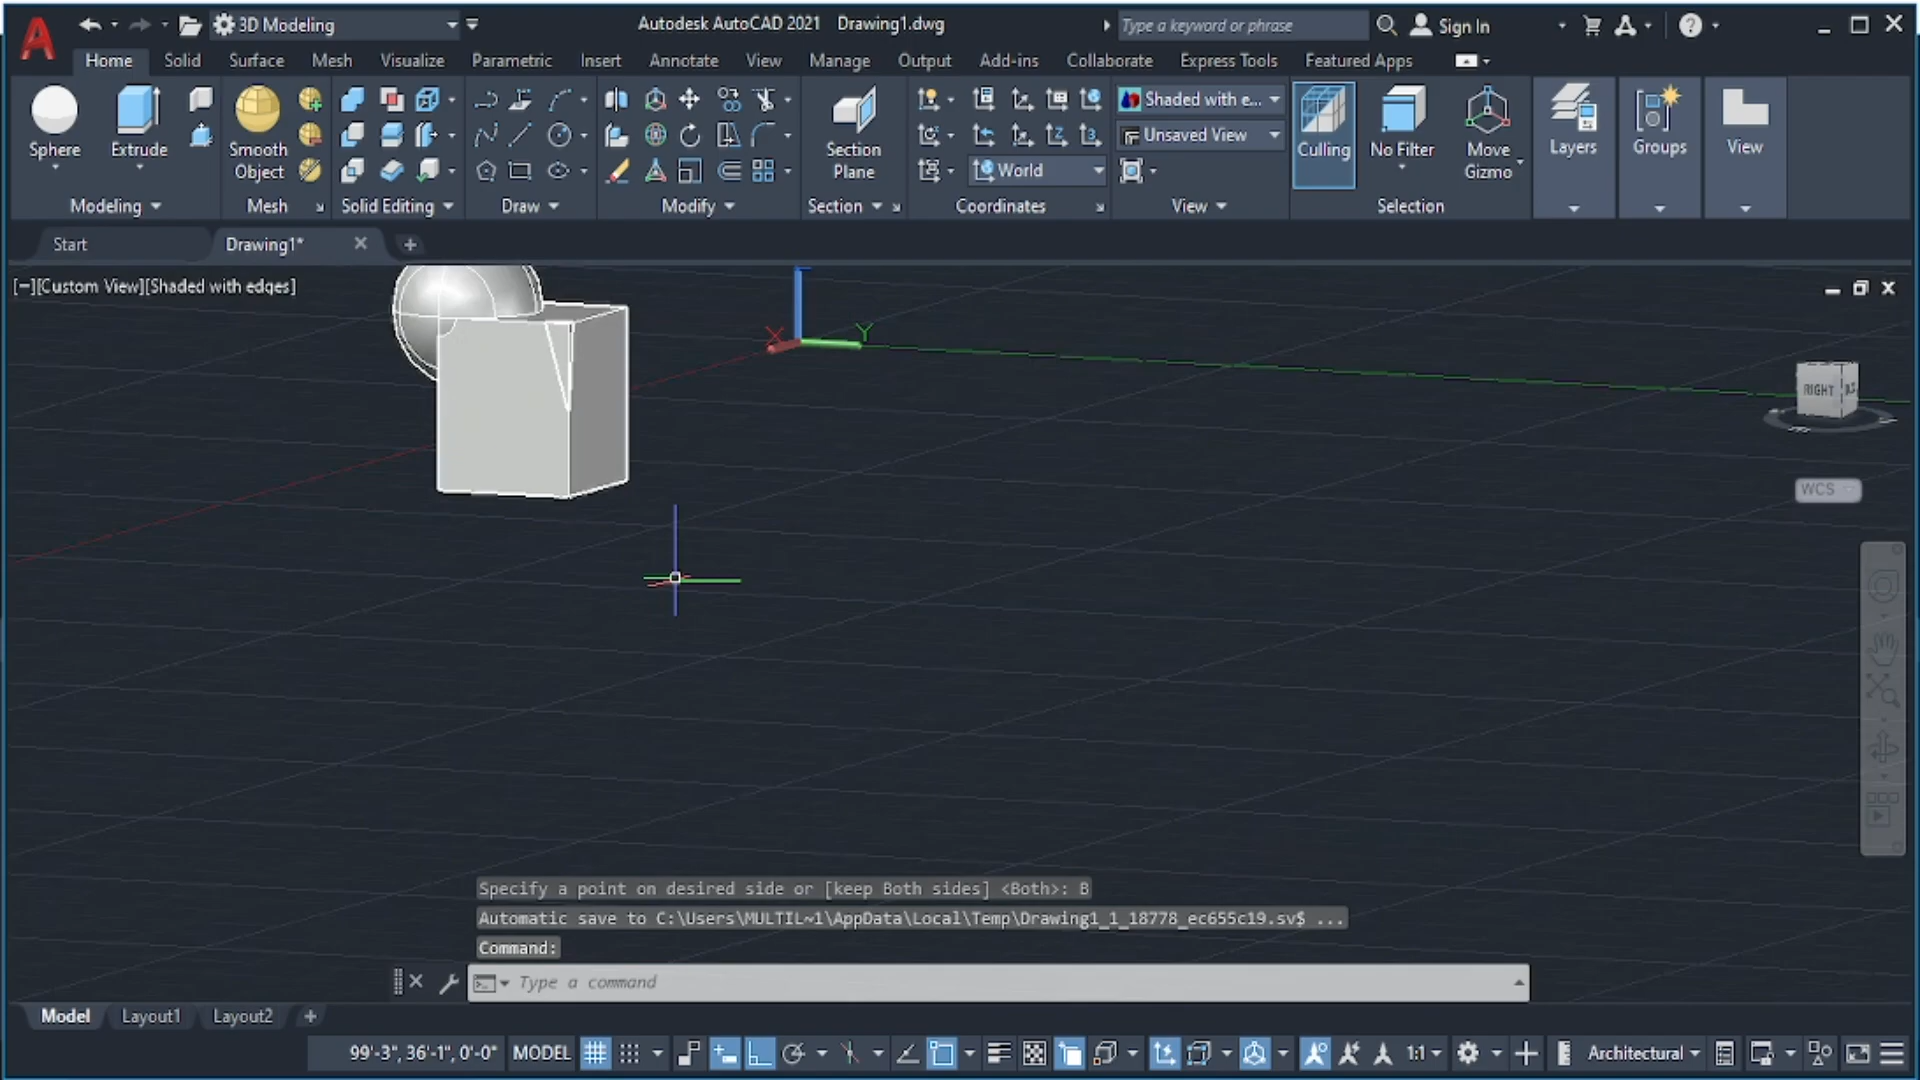 3D Modeling
Autodesk AutoCAD 2021 Drawing1.dwg
Type a keyword or phrase
Sign In
Home Solid Surface Mesh Visualize Parametric Insert Annotate View Manage Output Add-ins Collaborate Express Tools Featured Apps
Sphere
Extrude
Smooth Object
Section Plane
Shaded with e...
Unsaved View
World
Culling
No Filter
Move Gizmo
Layers
Groups
View
Modeling
Mesh
Solid Editing
Draw
Modify
Section
Coordinates
View
Selection
Start
Drawing1*
[−][Custom View][Shaded with edges]
X
Y
RIGHT
WCS
Specify a point on desired side or [keep Both sides] <Both>: B
Automatic save to C:\Users\MULTIL~1\AppData\Local\Temp\Drawing1_1_18778_ec655c19.sv$ ...
Command:
Type a command
Model Layout1 Layout2
99'-3", 36'-1", 0'-0" MODEL 1:1 Architectural